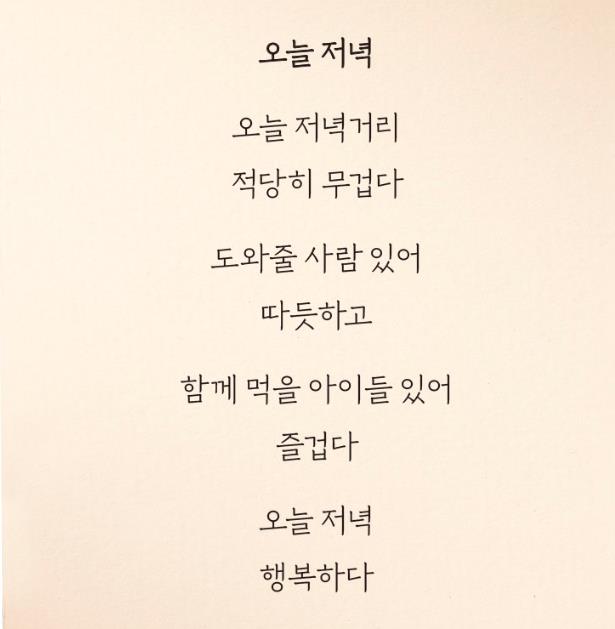 오늘 저녁
오늘 저녁거리
적당히 무겁다
도와줄 사람 있어
따듯하고
함께 먹을 아이들 있어
즐겁다
오늘 저녁
행복하다